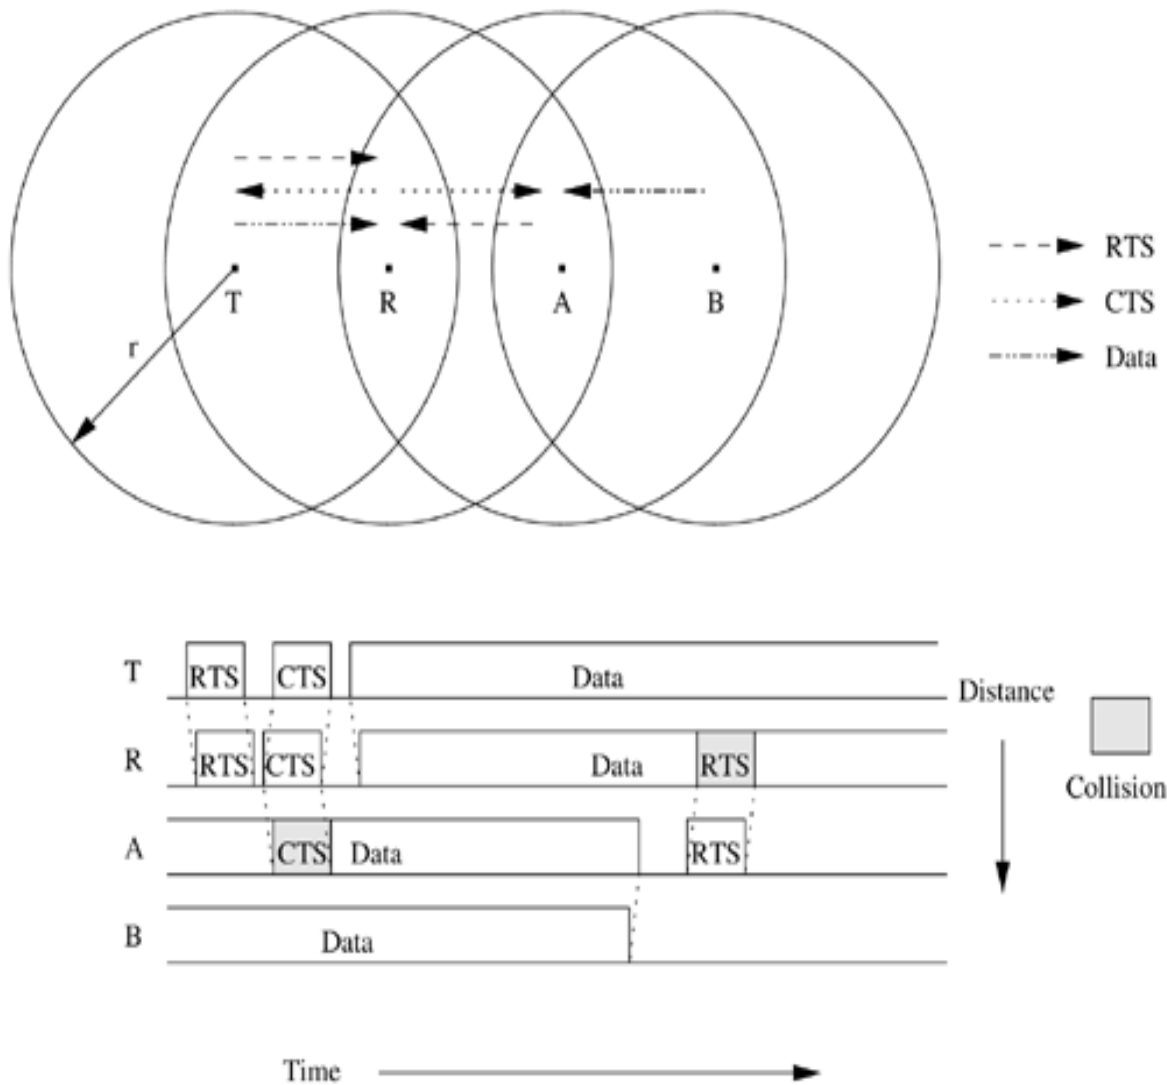 RTS
CTS
Data
T
R
A
B
r
T
RTS
CTS
Data
Distance
R
RTS
CTS
Data
RTS
Collision
A
CTS
Data
RTS
B
Data
Time